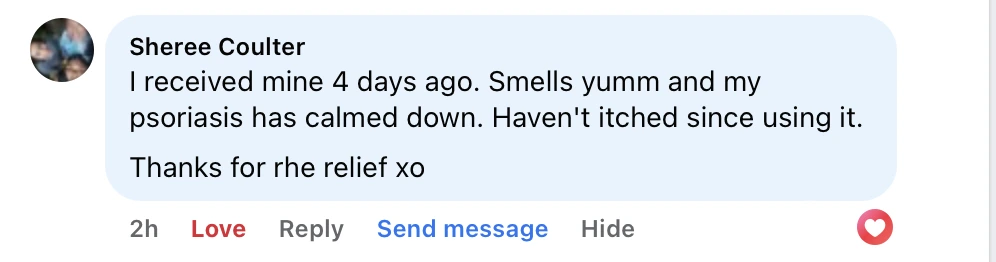 Sheree Coulter
I received mine 4 days ago. Smells yumm and my
psoriasis has calmed down. Haven't itched since using it.
Thanks for rhe relief xo
2h Love Reply Send message Hide